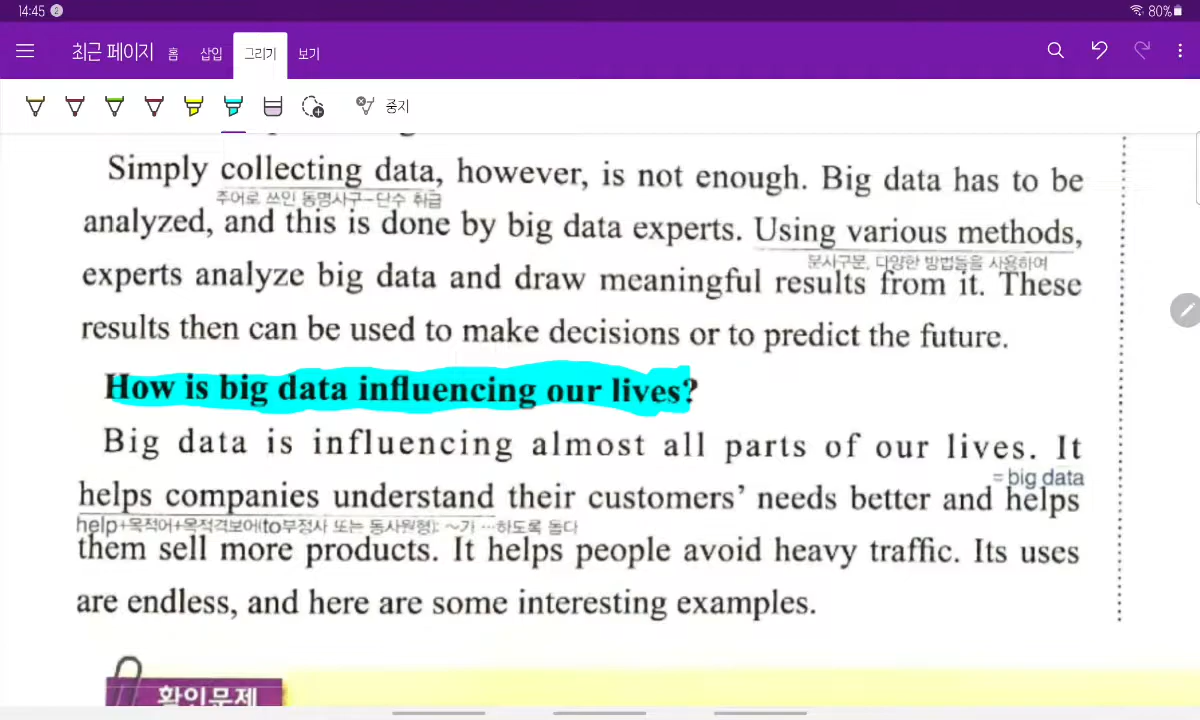 14:45 2
80%
최근 페이지 홈 삽입 그리기 보기
중지
Simply collecting data, however, is not enough. Big data has to be
주어로 쓰인 동명사구-단수 취급
analyzed, and this is done by big data experts. Using various methods,
분사구문, 다양한 방법들을 사용하여
experts analyze big data and draw meaningful results from it. These
results then can be used to make decisions or to predict the future.
How is big data influencing our lives?
Big data is influencing almost all parts of our lives. It
= big data
helps companies understand their customers' needs better and helps
help+목적어+목적격보어(to부정사 또는 동사원형): ~가 …하도록 돕다
them sell more products. It helps people avoid heavy traffic. Its uses
are endless, and here are some interesting examples.
확인문제